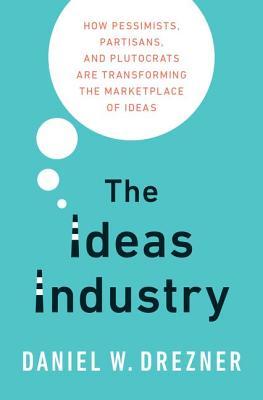 HOW PESSIMISTS,
PARTISANS,
AND PLUTOCRATS
ARE TRANSFORMING
THE MARKETPLACE
OF IDEAS
The
ideas
industry
DANIEL W. DREZNER